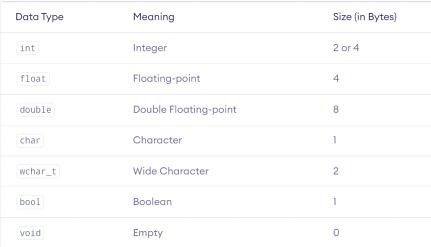 Data Type Meaning Size (in Bytes)
int Integer 2 or 4
float Floating-point 4
double Double Floating-point 8
char Character 1
wchar_t Wide Character 2
bool Boolean 1
void Empty 0